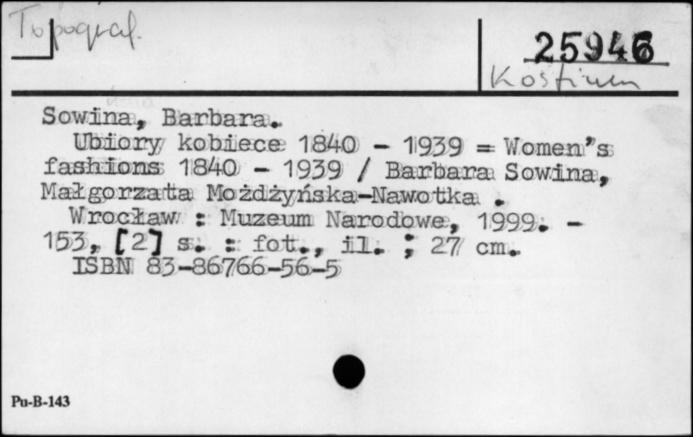 Topograf.
25946
Kostium
Sowina, Barbara.
Ubiory kobiece 1840 - 1939 = Women's
fashions 1840 - 1939 / Barbara Sowina,
Małgorzata Możdżyńska-Nawotka .
Wrocław : Muzeum Narodowe, 1999. -
153, [2] s. : fot., il. ; 27 cm.
ISBN 83-86766-56-5
Pu-B-143